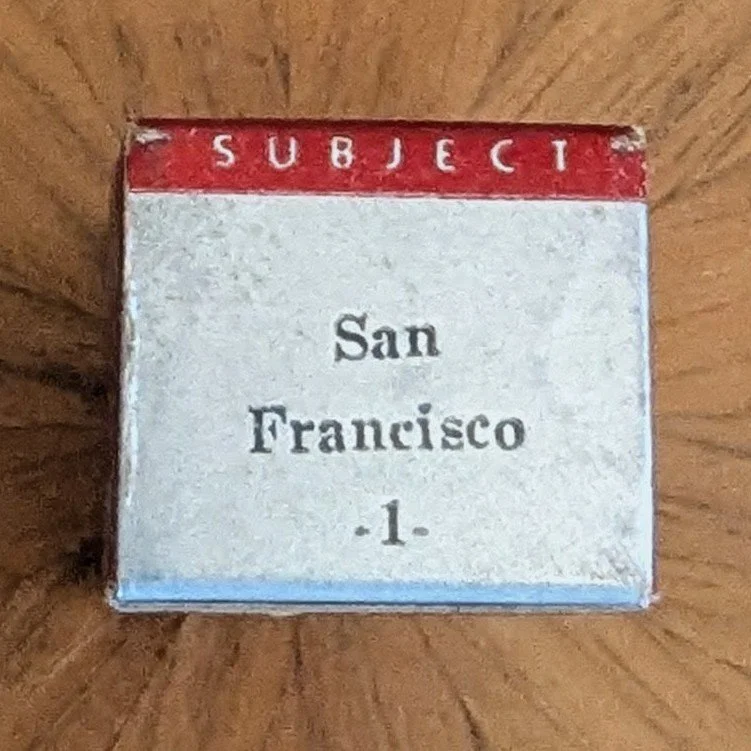 SUBJECT
San
Francisco
-1-